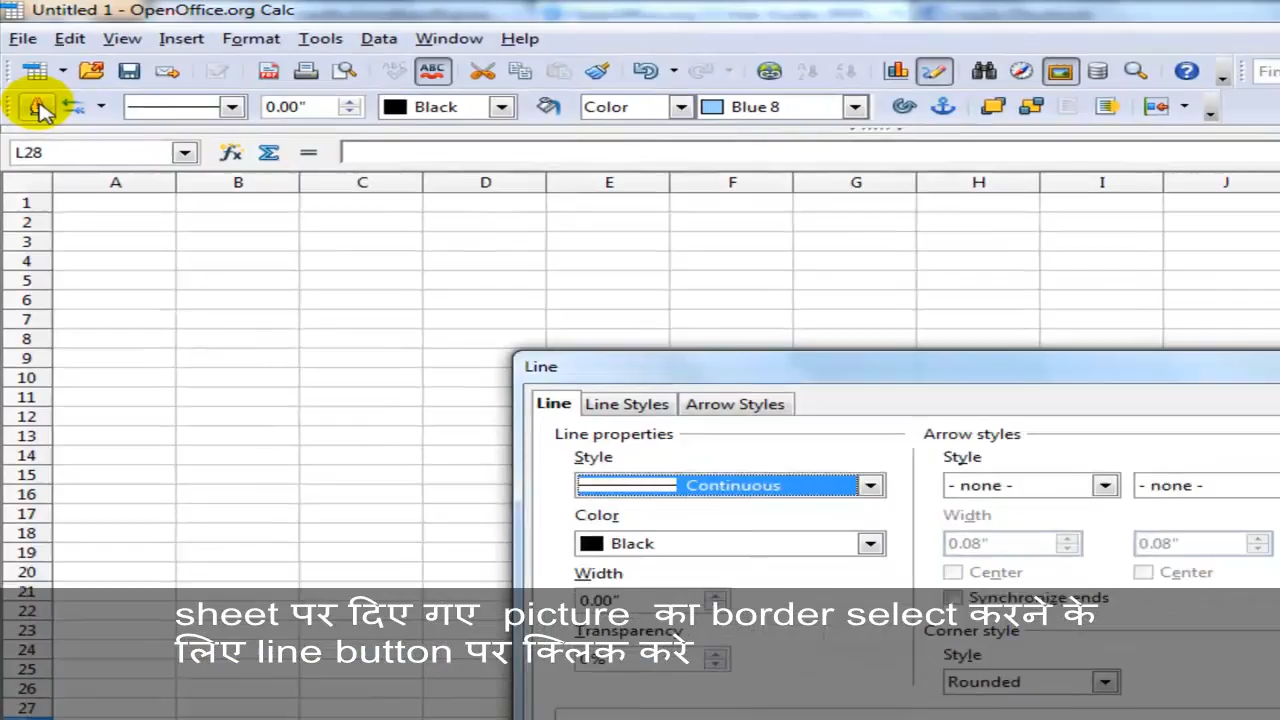 Untitled 1 - OpenOffice.org Calc
File Edit View Insert Format Tools Data Window Help
ABC
0.00" Black Color Blue 8
L28
A B C D E F G H I J
1
2
3
4
5
6
7
8
9
Line
10
11
Line Line Styles Arrow Styles
12
13
Line properties Arrow styles
14
Style Style
15
Continuous - none - - none -
16
17
Color Width
18
Black 0.08" 0.08"
19
20
Width Center Center
21
0.00" Synchronize ends
22
sheet पर दिए गए picture का border select करने के
23
Transparency Corner style
24
लिए line button पर क्लिक करे
Style
25
26
Rounded
27